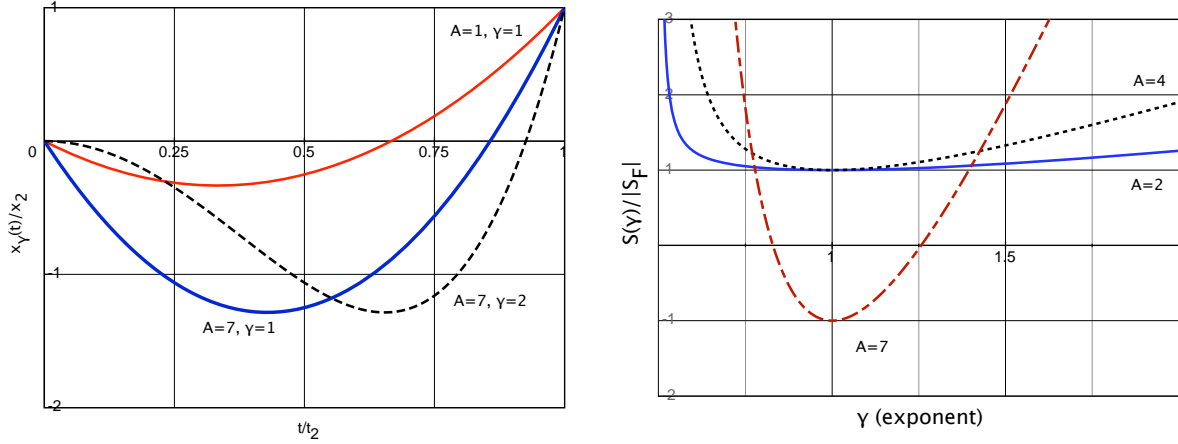 1
A=1, γ=1
0
0.25
0.5
0.75
1
-1
A=7, γ=2
A=7, γ=1
-2
xγ(t)/x2
t/t2
3
2
A=4
1
A=2
1
1.5
-1
A=7
-2
S(γ)/|SF|
γ (exponent)